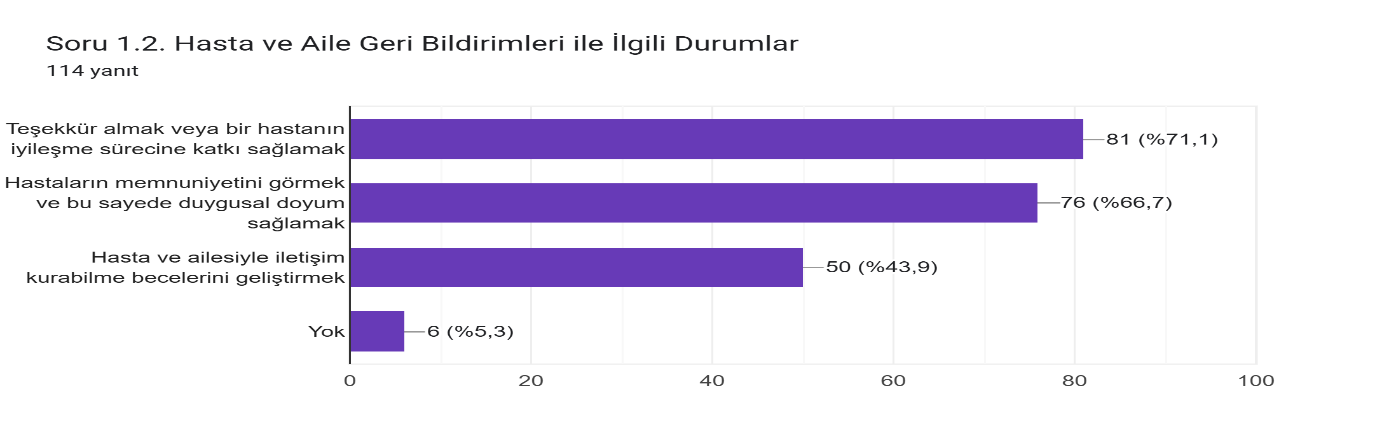 Soru 1.2. Hasta ve Aile Geri Bildirimleri ile İlgili Durumlar
114 yanıt
Teşekkür almak veya bir hastanın
iyileşme sürecine katkı sağlamak
81 (%71,1)
Hastaların memnuniyetini görmek
ve bu sayede duygusal doyum
sağlamak
76 (%66,7)
Hasta ve ailesiyle iletişim
kurabilme becelerini geliştirmek
50 (%43,9)
Yok
6 (%5,3)
0 20 40 60 80 100